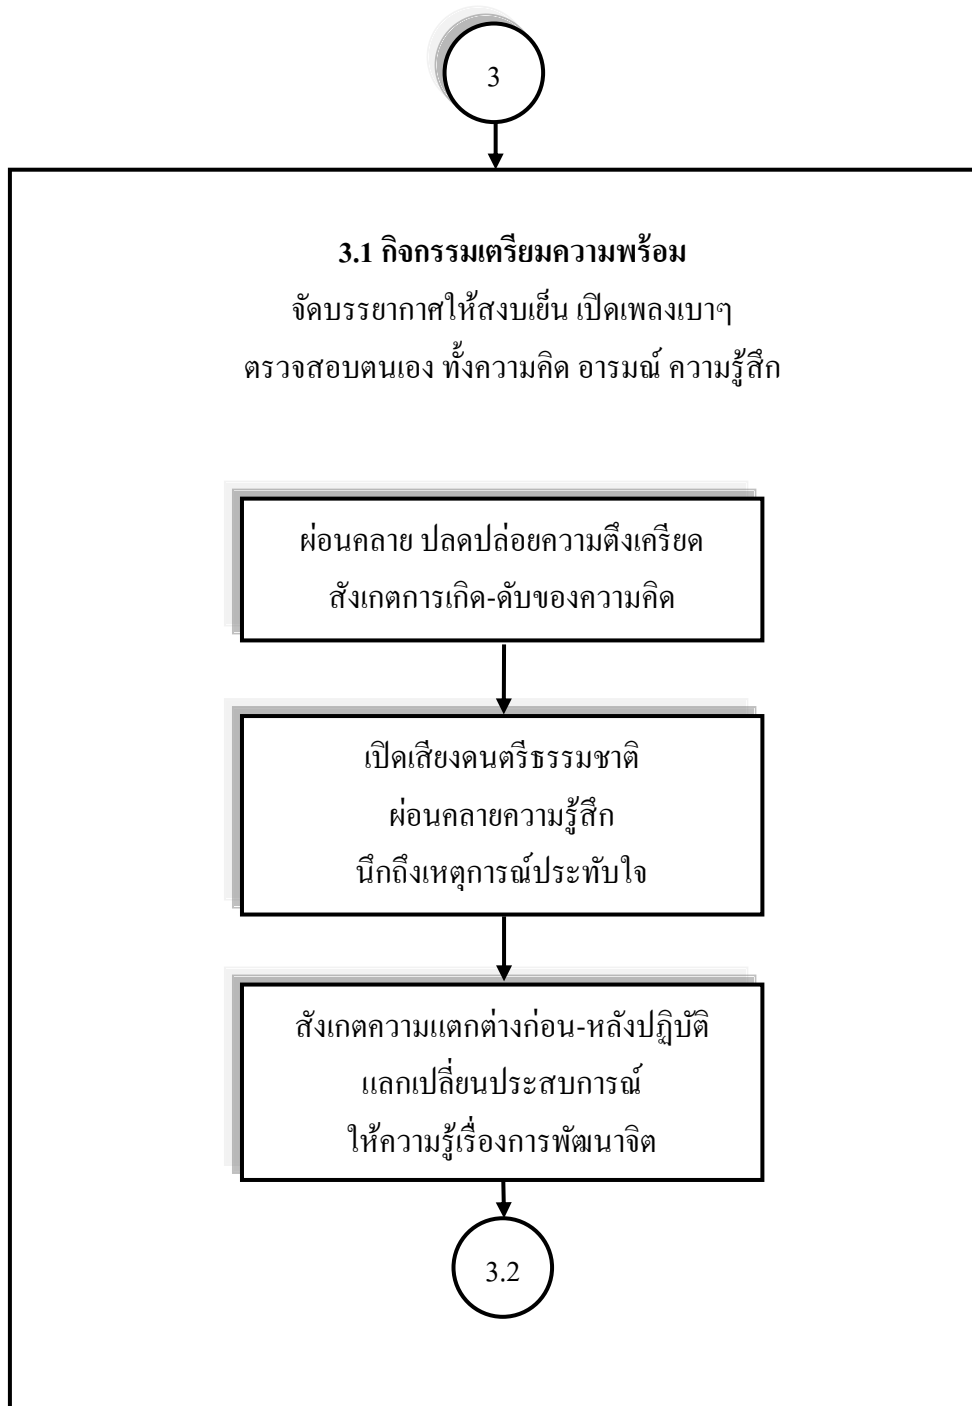 3
3.1 กิจกรรมเตรียมความพร้อม
จัดบรรยากาศให้สงบเย็น เปิดเพลงเบาๆ
ตรวจสอบตนเอง ทั้งความคิด อารมณ์ ความรู้สึก
ผ่อนคลาย ปลดปล่อยความตึงเครียด
สังเกตการเกิด-ดับของความคิด
เปิดเสียงดนตรีธรรมชาติ
ผ่อนคลายความรู้สึก
นึกถึงเหตุการณ์ประทับใจ
สังเกตความแตกต่างก่อน-หลังปฏิบัติ
แลกเปลี่ยนประสบการณ์
ให้ความรู้เรื่องการพัฒนาจิต
3.2